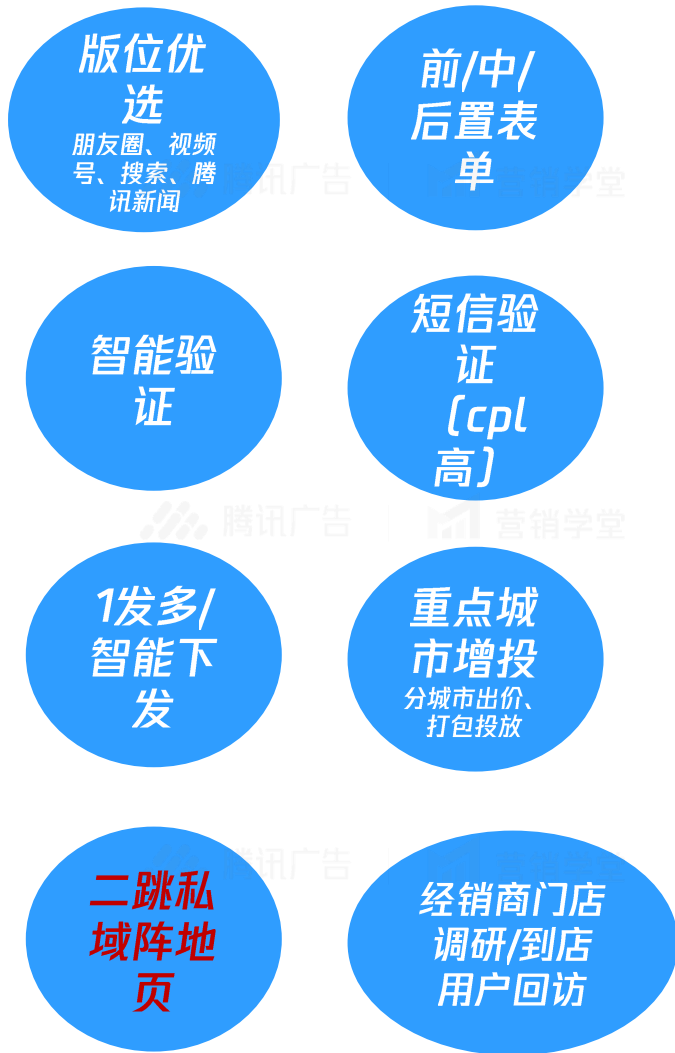 版位优
选
朋友圈、视频
号、搜索、腾
讯新闻
前/中/
后置表
单
智能验
证
短信验
证
（cpl
高）
腾讯广告
营销学堂
1发多/
智能下
发
重点城
市增投
分城市出价、
打包投放
二跳私
域阵地
页
经销商门店
调研/到店
用户回访